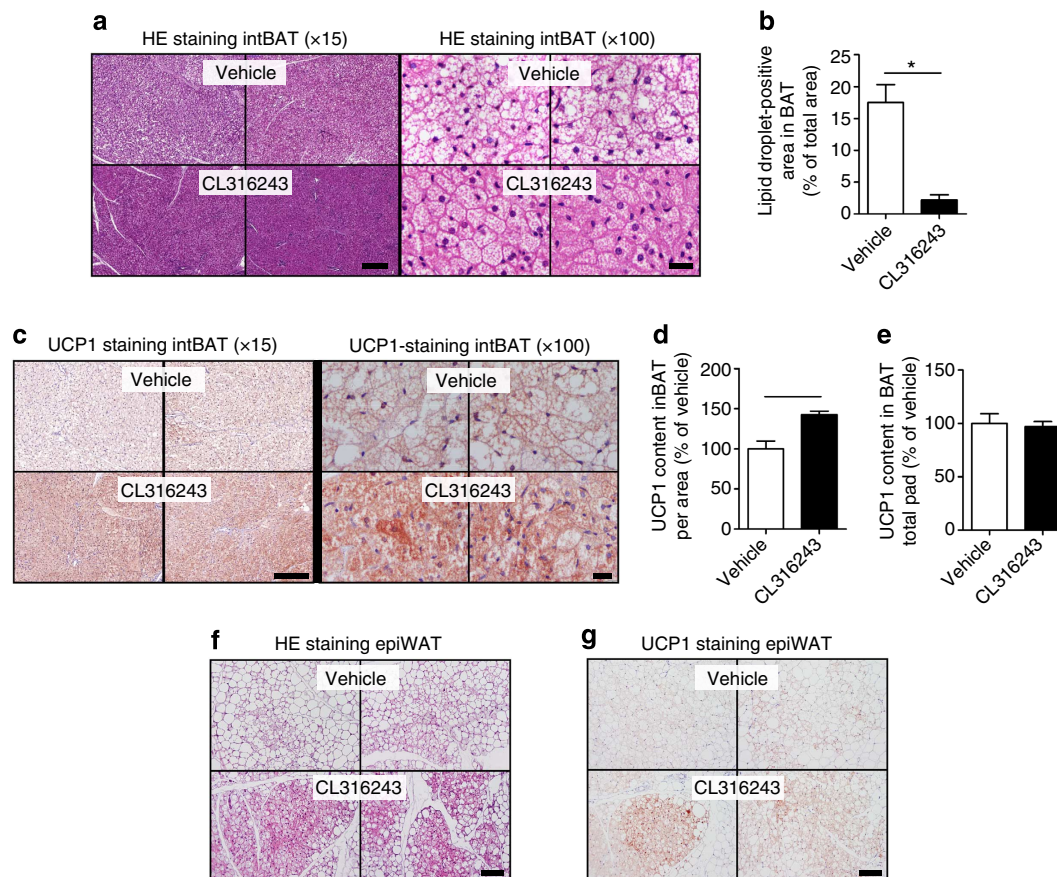 a
HE staining intBAT (×15)
HE staining intBAT (×100)
Vehicle
Vehicle
CL316243
CL316243
b
Lipid droplet-positive
area in BAT
(% of total area)
25
20
15
10
5
0
*
Vehicle
CL316243
c
UCP1 staining intBAT (×15)
UCP1-staining intBAT (×100)
Vehicle
Vehicle
CL316243
CL316243
d
UCP1 content inBAT
per area (% of vehicle)
200
150
100
50
0
Vehicle
CL316243
e
UCP1 content in BAT
total pad (% of vehicle)
150
100
50
0
Vehicle
CL316243
f
HE staining epiWAT
Vehicle
CL316243
g
UCP1 staining epiWAT
Vehicle
CL316243